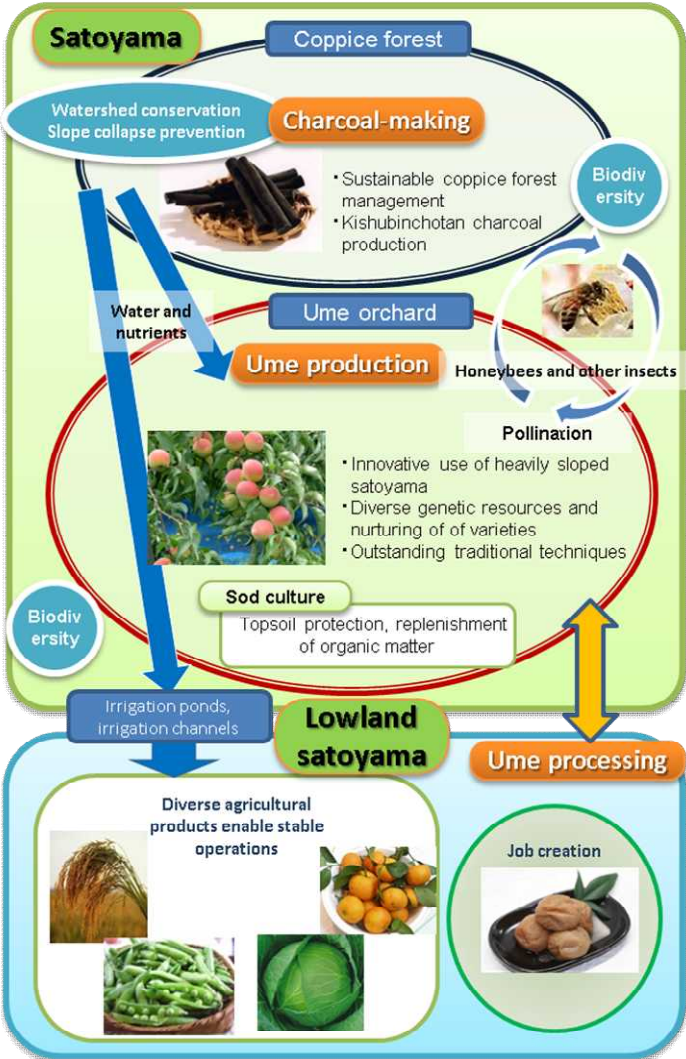 Satoyama
Coppice forest
Watershed conservation
Slope collapse prevention
Charcoal-making
・Sustainable coppice forest
management
・Kishubinchotan charcoal
production
Biodiv
ersity
Water and
nutrients
Ume orchard
Ume production
Honeybees and other insects
Pollination
・Innovative use of heavily sloped
satoyama
・Diverse genetic resources and
nurturing of of varieties
・Outstanding traditional techniques
Sod culture
Topsoil protection, replenishment
of organic matter
Biodiv
ersity
Irrigation ponds,
irrigation channels
Lowland
satoyama
Ume processing
Diverse agricultural
products enable stable
operations
Job creation